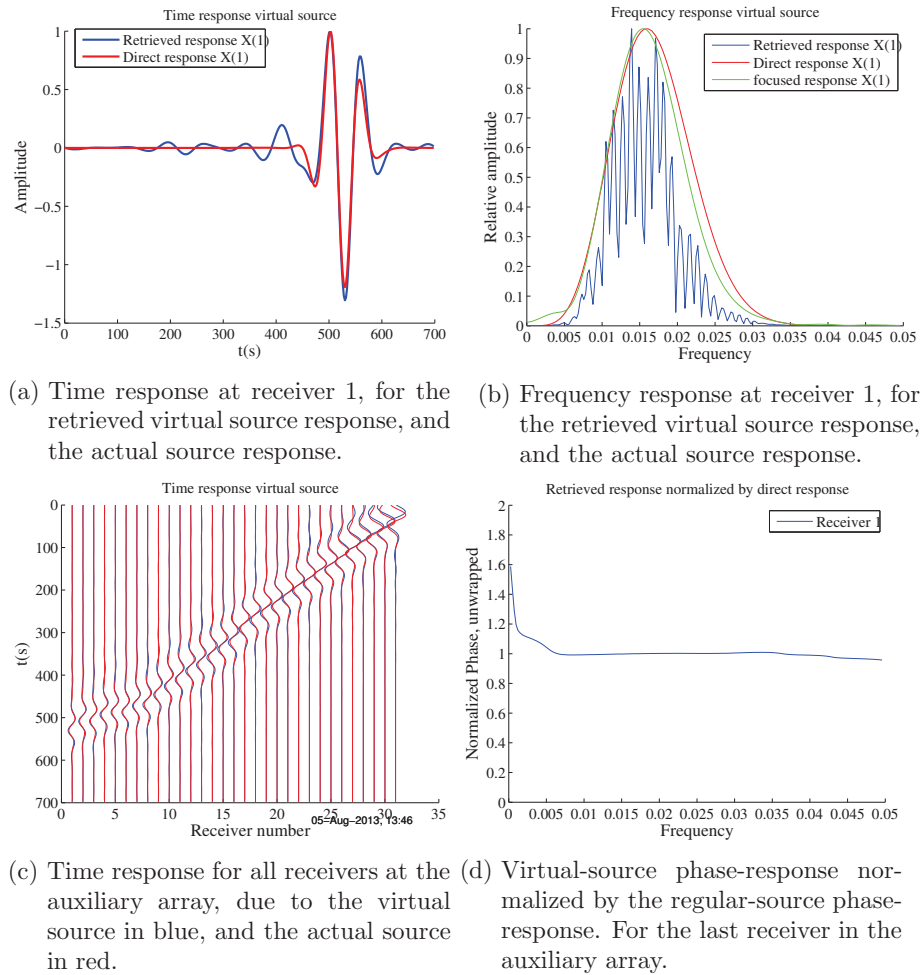 Time response virtual source
Retrieved response X(1)
Direct response X(1)
1
0.5
0
−0.5
−1
−1.5
Amplitude
0 100 200 300 400 500 600 700
t(s)
(a) Time response at receiver 1, for the
retrieved virtual source response, and
the actual source response.
Frequency response virtual source
Retrieved response X(1)
Direct response X(1)
focused response X(1)
1
0.9
0.8
0.7
0.6
0.5
0.4
0.3
0.2
0.1
0
Relative amplitude
0 0.005 0.01 0.015 0.02 0.025 0.03 0.035 0.04 0.045 0.05
Frequency
(b) Frequency response at receiver 1, for
the retrieved virtual source response,
and the actual source response.
Time response virtual source
0
100
200
300
400
500
600
700
t(s)
0 5 10 15 20 25 30 35
Receiver number
05−Aug−2013, 13:46
(c) Time response for all receivers at the
auxiliary array, due to the virtual
source in blue, and the actual source
in red.
Retrieved response normalized by direct response
Receiver 1
2
1.8
1.6
1.4
1.2
1
0.8
0.6
0.4
0.2
0
Normalized Phase, unwrapped
0 0.005 0.01 0.015 0.02 0.025 0.03 0.035 0.04 0.045 0.05
Frequency
(d) Virtual-source phase-response nor-
malized by the regular-source phase-
response. For the last receiver in the
auxiliary array.